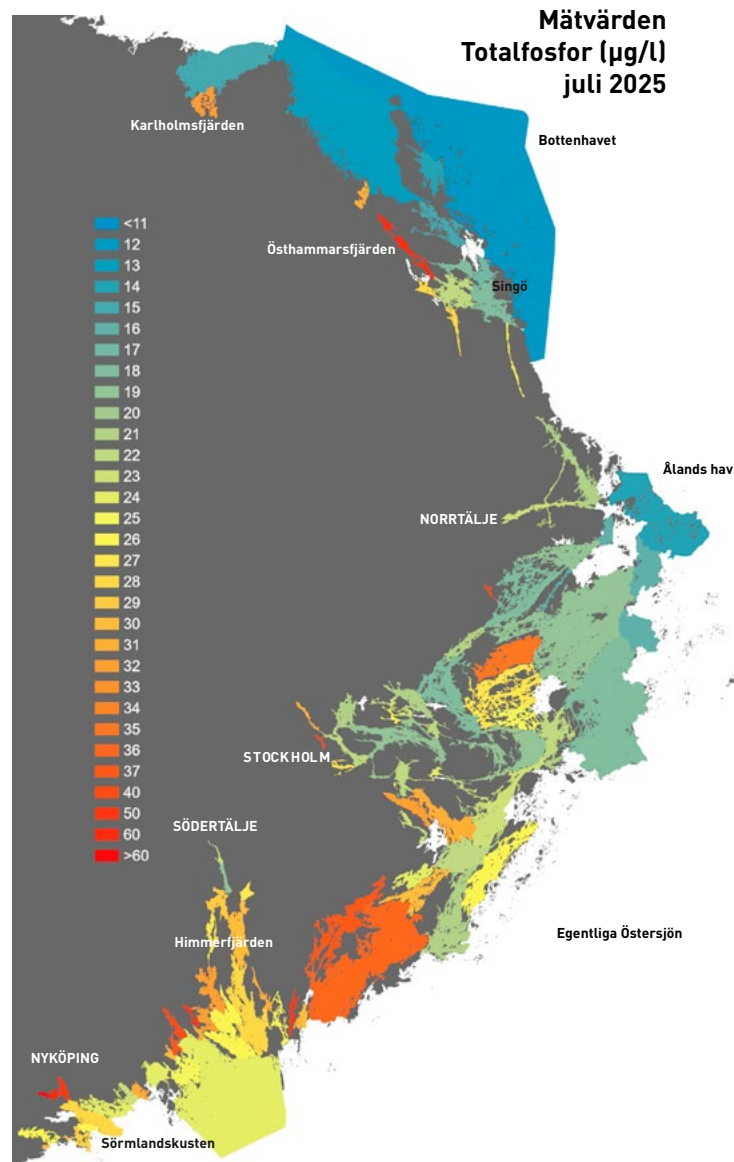 Mätvärden
Totalfosfor (µg/l)
juli 2025
Karlholmsfjärden
Bottenhavet
Östhammarsfjärden
Singö
<11
12
13
14
15
16
17
18
19
20
21
22
23
24
25
26
27
28
29
30
31
32
33
34
35
36
37
40
50
60
>60
Ålands hav
NORRTÄLJE
STOCKHOLM
SÖDERTÄLJE
Himmerfjärden
Egentliga Östersjön
NYKÖPING
Sörmlandskusten